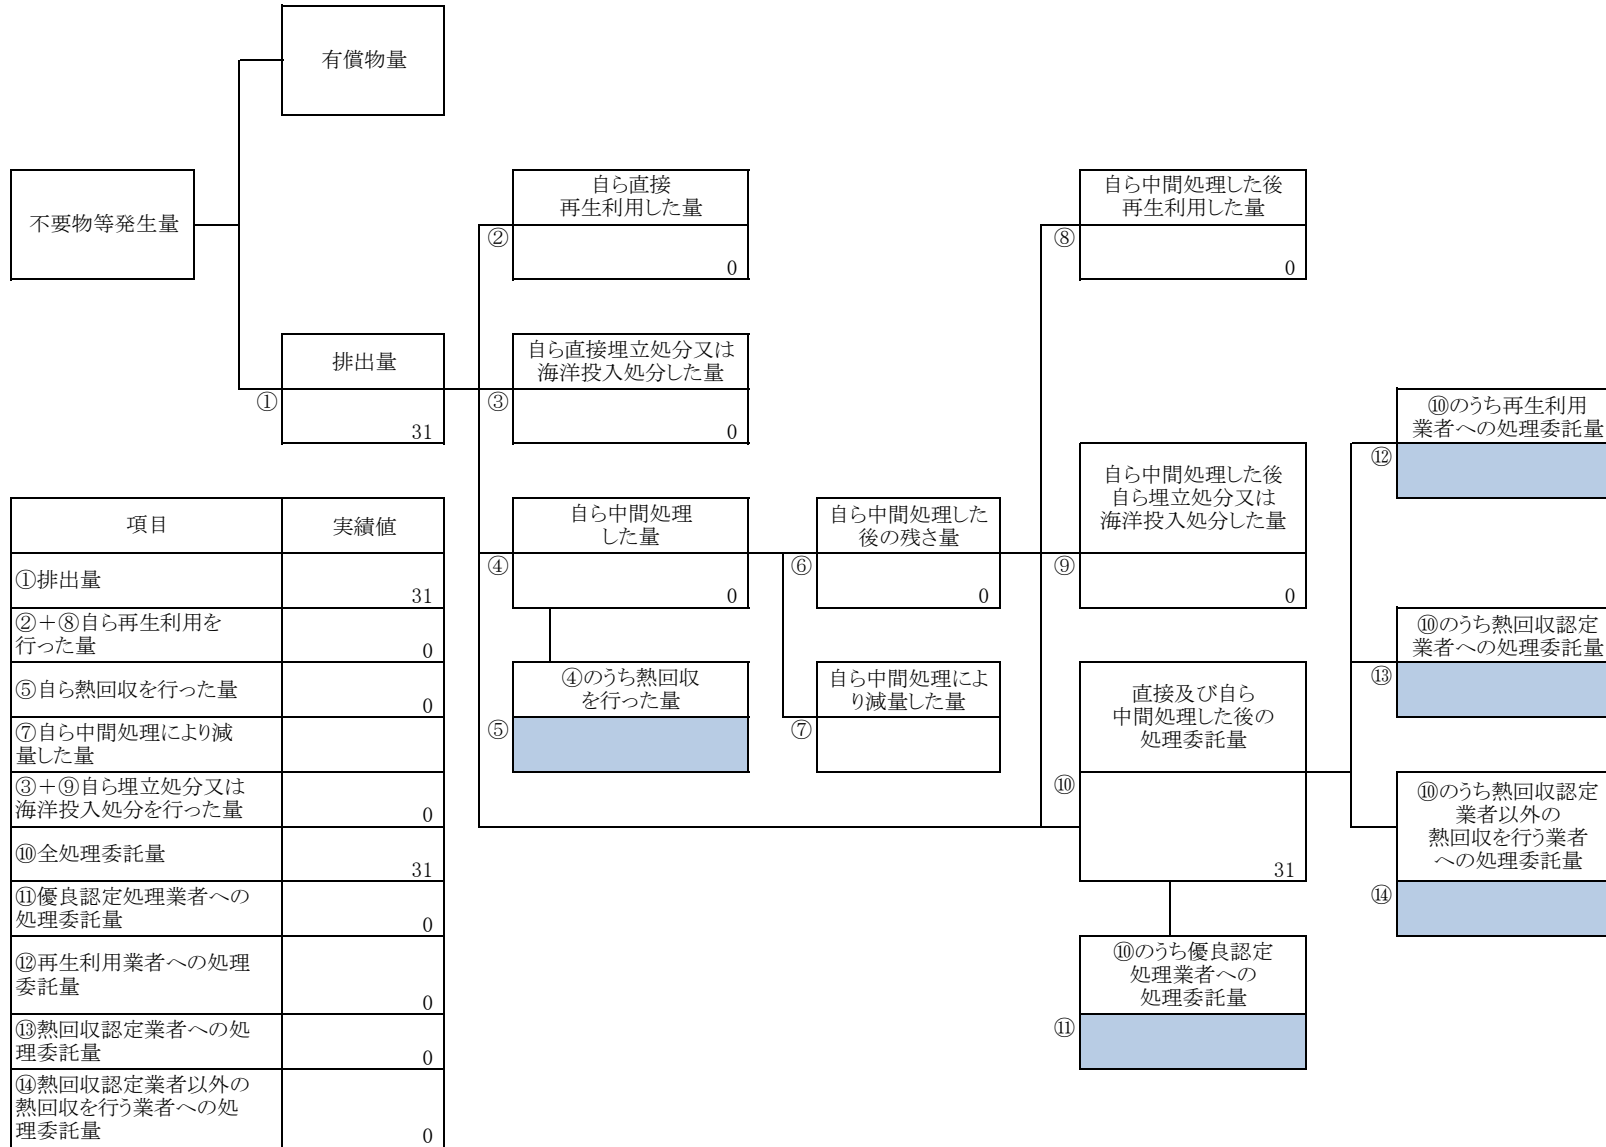 有償物量
不要物等発生量
自ら直接
再生利用した量
②
0
自ら中間処理した後
再生利用した量
⑧
0
排出量
①
31
自ら直接埋立処分又は
海洋投入処分した量
③
0
⑩のうち再生利用
業者への処理委託量
⑫
自ら中間処理
した量
④
0
自ら中間処理した
後の残さ量
⑥
0
自ら中間処理した後
自ら埋立処分又は
海洋投入処分した量
⑨
0
⑩のうち熱回収認定
業者への処理委託量
⑬
④のうち熱回収
を行った量
⑤
自ら中間処理によ
り減量した量
⑦
直接及び自ら
中間処理した後の
処理委託量
⑩
31
⑩のうち熱回収認定
業者以外の
熱回収を行う業者
への処理委託量
⑭
⑩のうち優良認定
処理業者への
処理委託量
⑪
項目 実績値
①排出量
31
②＋⑧自ら再生利用を
行った量
0
⑤自ら熱回収を行った量
0
⑦自ら中間処理により減
量した量
③＋⑨自ら埋立処分又は
海洋投入処分を行った量
0
⑩全処理委託量
31
⑪優良認定処理業者への
処理委託量
0
⑫再生利用業者への処理
委託量
0
⑬熱回収認定業者への処
理委託量
0
⑭熱回収認定業者以外の
熱回収を行う業者への処
理委託量
0